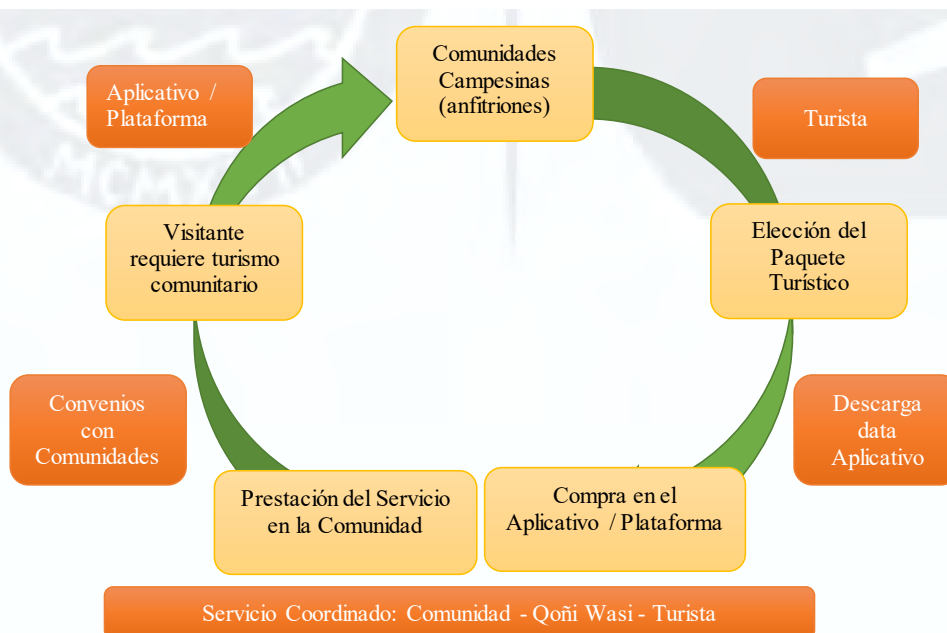 Comunidades
Campesinas
(anfitriones)
Aplicativo /
Plataforma
Turista
Visitante
requiere turismo
comunitario
Elección del
Paquete
Turístico
Convenios
con
Comunidades
Descarga
data
Aplicativo
Prestación del Servicio
en la Comunidad
Compra en el
Aplicativo / Plataforma
Servicio Coordinado: Comunidad - Qoñi Wasi - Turista